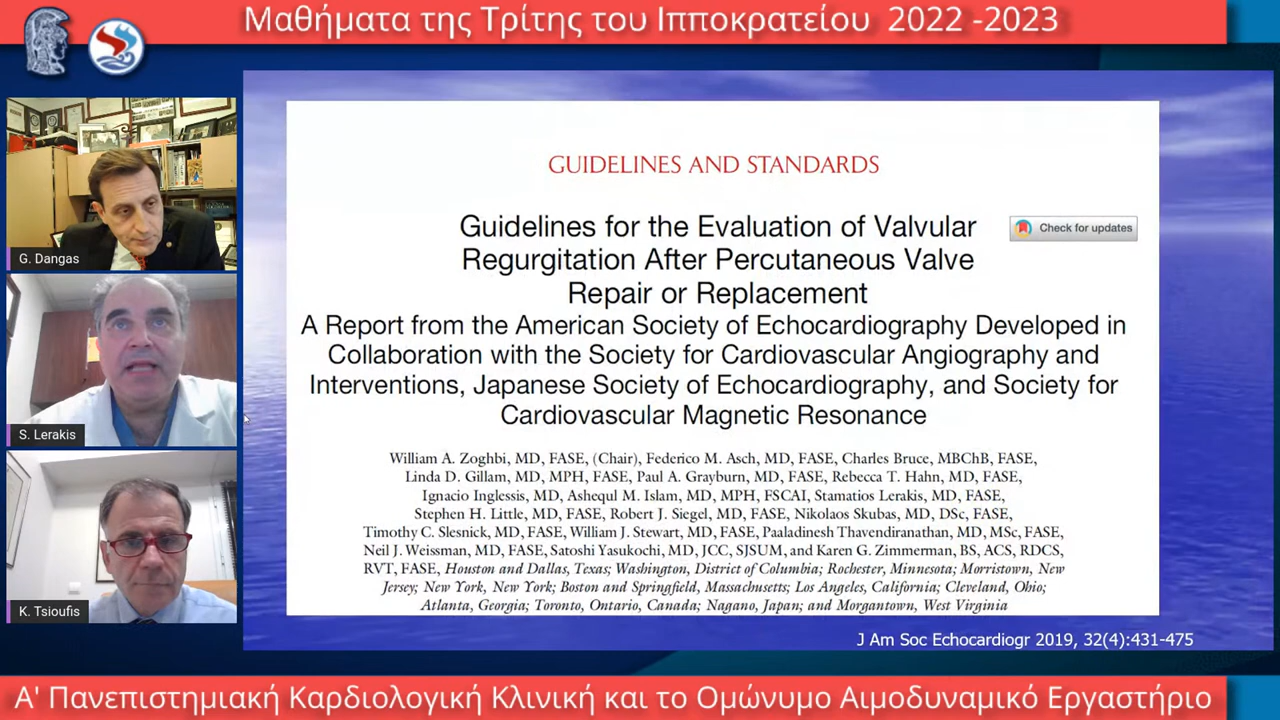 Μαθήματα της Τρίτης του Ιπποκρατείου 2022 -2023
G. Dangas
S. Lerakis
K. Tsioufis
GUIDELINES AND STANDARDS
Guidelines for the Evaluation of Valvular
Regurgitation After Percutaneous Valve
Repair or Replacement
Check for updates
A Report from the American Society of Echocardiography Developed in
Collaboration with the Society for Cardiovascular Angiography and
Interventions, Japanese Society of Echocardiography, and Society for
Cardiovascular Magnetic Resonance
William A. Zoghbi, MD, FASE, (Chair), Federico M. Asch, MD, FASE, Charles Bruce, MBChB, FASE,
Linda D. Gillam, MD, MPH, FASE, Paul A. Grayburn, MD, FASE, Rebecca T. Hahn, MD, FASE,
Ignacio Inglessis, MD, Ashequl M. Islam, MD, MPH, FSCAI, Stamatios Lerakis, MD, FASE,
Stephen H. Little, MD, FASE, Robert J. Siegel, MD, FASE, Nikolaos Skubas, MD, DSc, FASE,
Timothy C. Slesnick, MD, FASE, William J. Stewart, MD, FASE, Paaladinesh Thavendiranathan, MD, MSc, FASE,
Neil J. Weissman, MD, FASE, Satoshi Yasukochi, MD, JCC, SJSUM, and Karen G. Zimmerman, BS, ACS, RDCS,
RVT, FASE, Houston and Dallas, Texas; Washington, District of Columbia; Rochester, Minnesota; Morristown, New
Jersey; New York, New York; Boston and Springfield, Massachusetts; Los Angeles, California; Cleveland, Ohio;
Atlanta, Georgia; Toronto, Ontario, Canada; Nagano, Japan; and Morgantown, West Virginia
J Am Soc Echocardiogr 2019, 32(4):431-475
Α' Πανεπιστημιακή Καρδιολογική Κλινική και το Ομώνυμο Αιμοδυναμικό Εργαστήριο